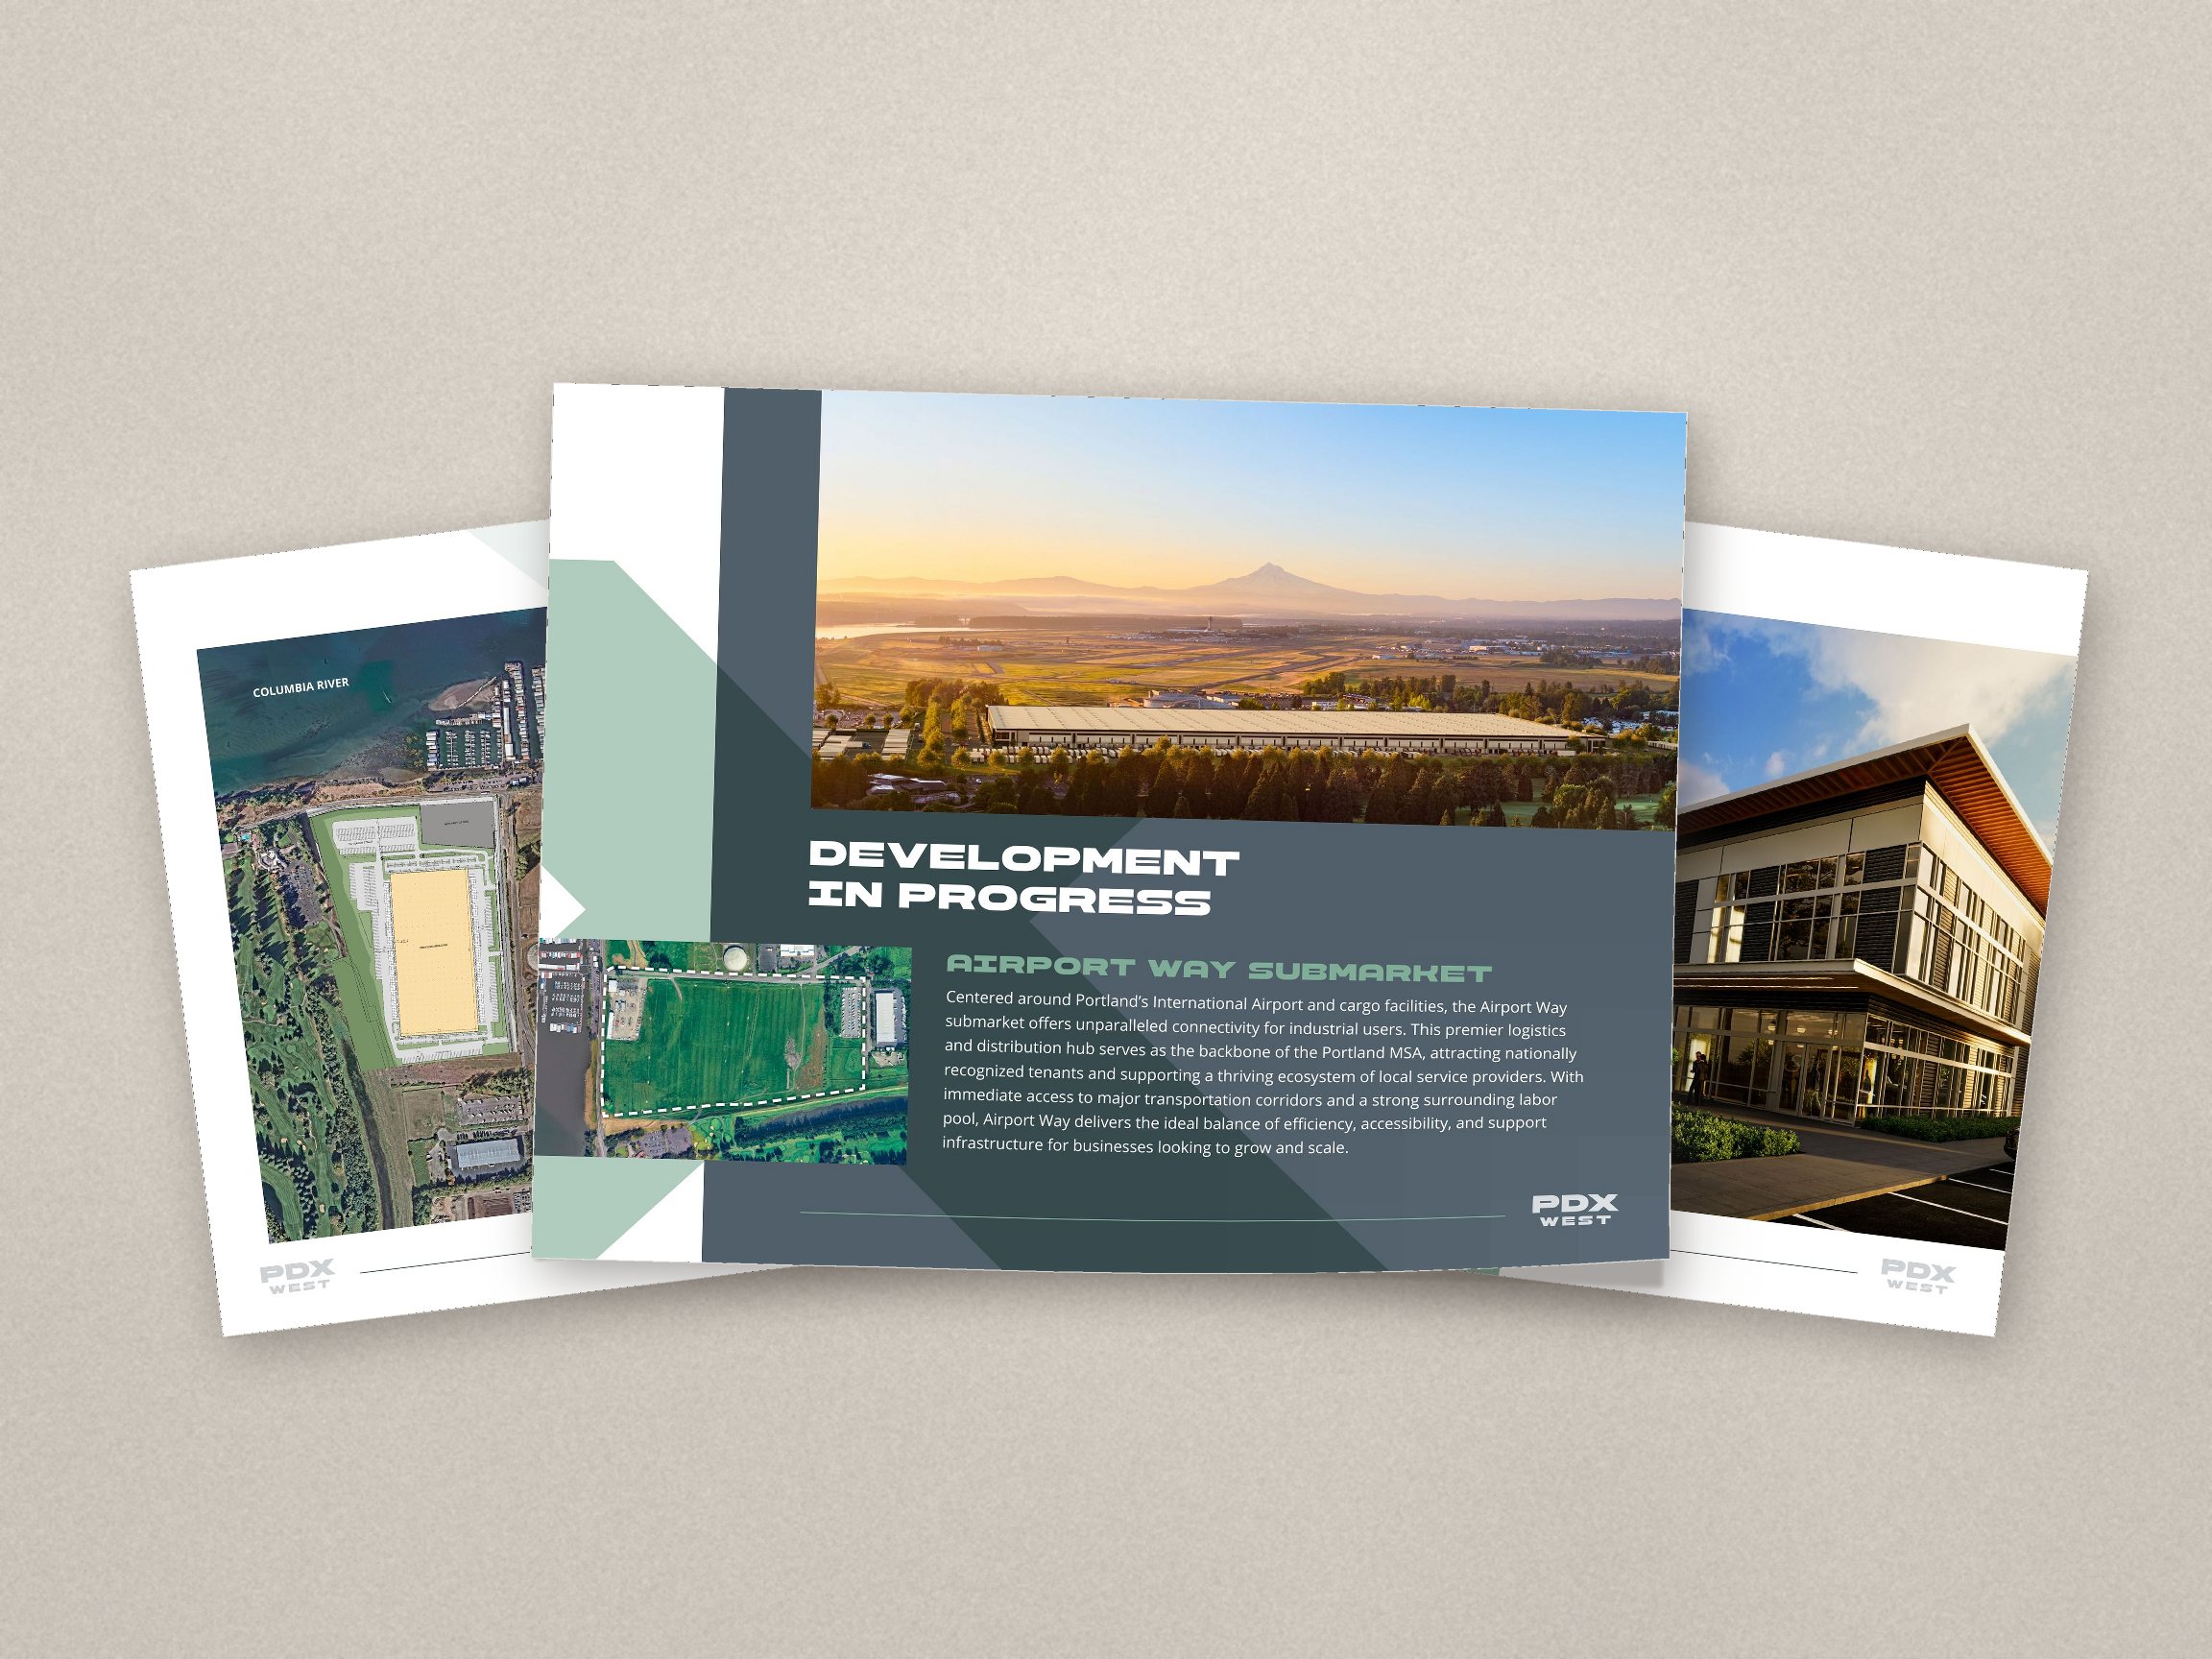 COLUMBIA RIVER
PDX
WEST
DEVELOPMENT
IN PROGRESS
AIRPORT WAY SUBMARKET
Centered around Portland’s International Airport and cargo facilities, the Airport Way
submarket offers unparalleled connectivity for industrial users. This premier logistics
and distribution hub serves as the backbone of the Portland MSA, attracting nationally
recognized tenants and supporting a thriving ecosystem of local service providers. With
immediate access to major transportation corridors and a strong surrounding labor
pool, Airport Way delivers the ideal balance of efficiency, accessibility, and support
infrastructure for businesses looking to grow and scale.
PDX
WEST
PDX
WEST